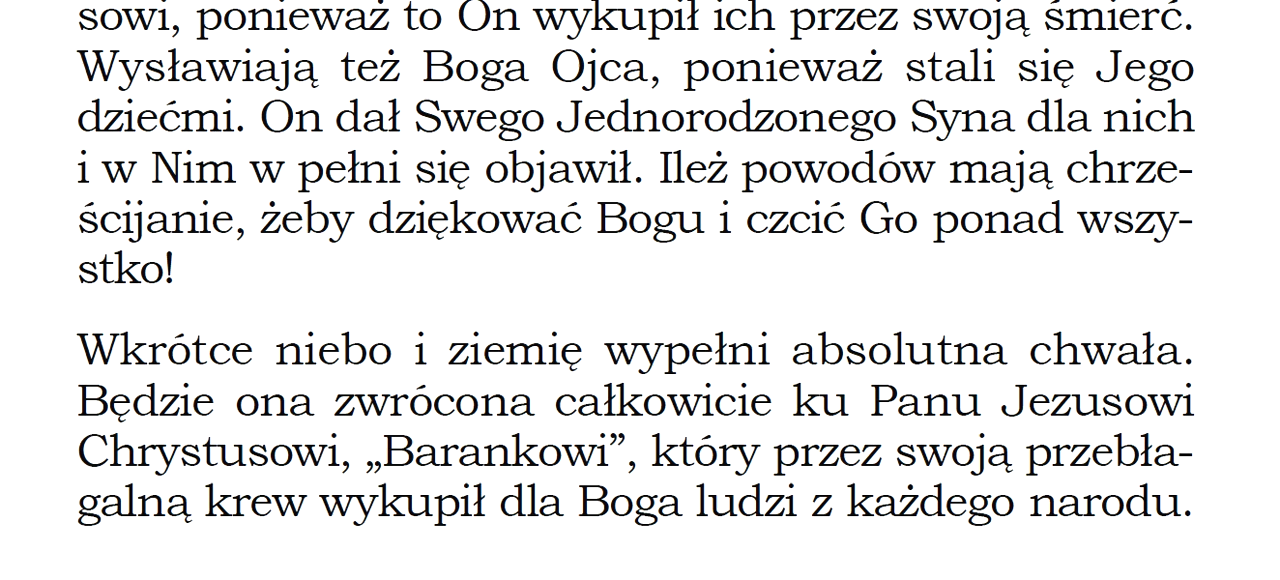 sowi, ponieważ to On wykupił ich przez swoją śmierć.
Wysławiają też Boga Ojca, ponieważ stali się Jego
dziećmi. On dał Swego Jednorodzonego Syna dla nich
i w Nim w pełni się objawił. Ileż powodów mają chrze-
ścijanie, żeby dziękować Bogu i czcić Go ponad wszy-
stko!
Wkrótce niebo i ziemię wypełni absolutna chwała.
Będzie ona zwrócona całkowicie ku Panu Jezusowi
Chrystusowi, „Barankowi”, który przez swoją przebła-
galną krew wykupił dla Boga ludzi z każdego narodu.